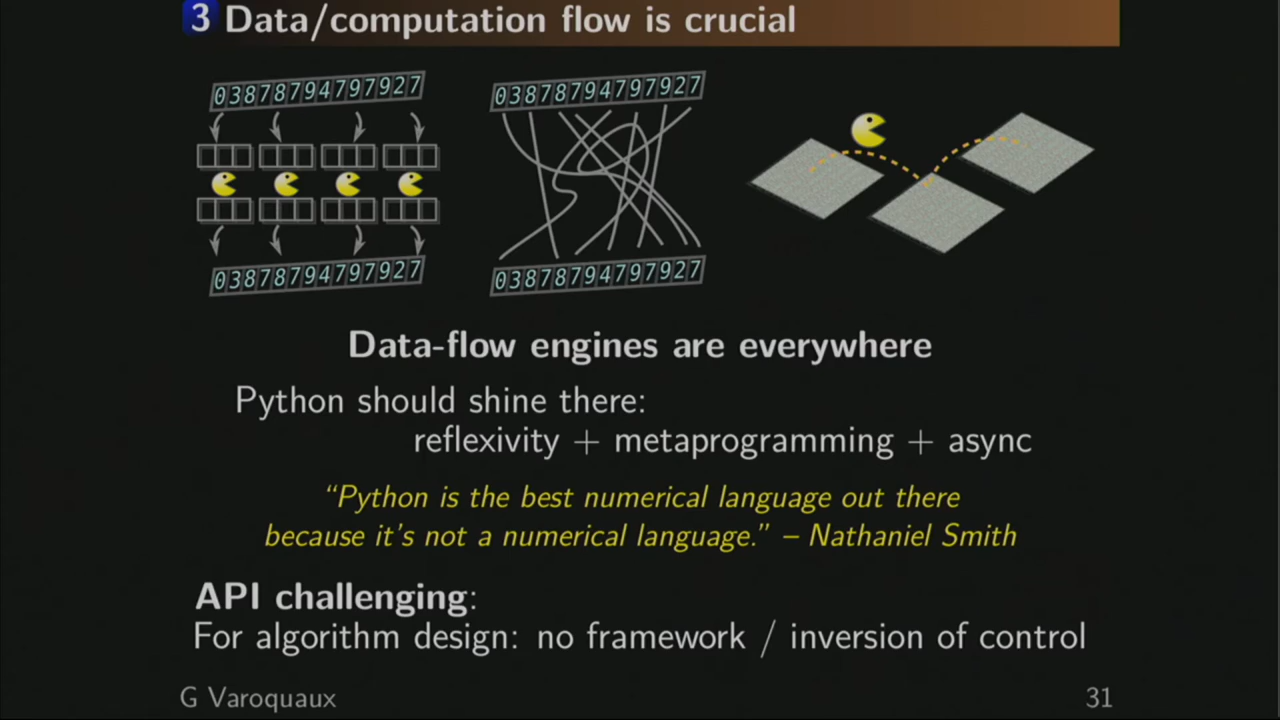 3 Data/computation flow is crucial
03878794797927
03878794797927
03878794797927
03878794797927
Data-flow engines are everywhere
Python should shine there:
reflexivity + metaprogramming + async
“Python is the best numerical language out there
because it's not a numerical language.” – Nathaniel Smith
API challenging:
For algorithm design: no framework / inversion of control
G Varoquaux
31